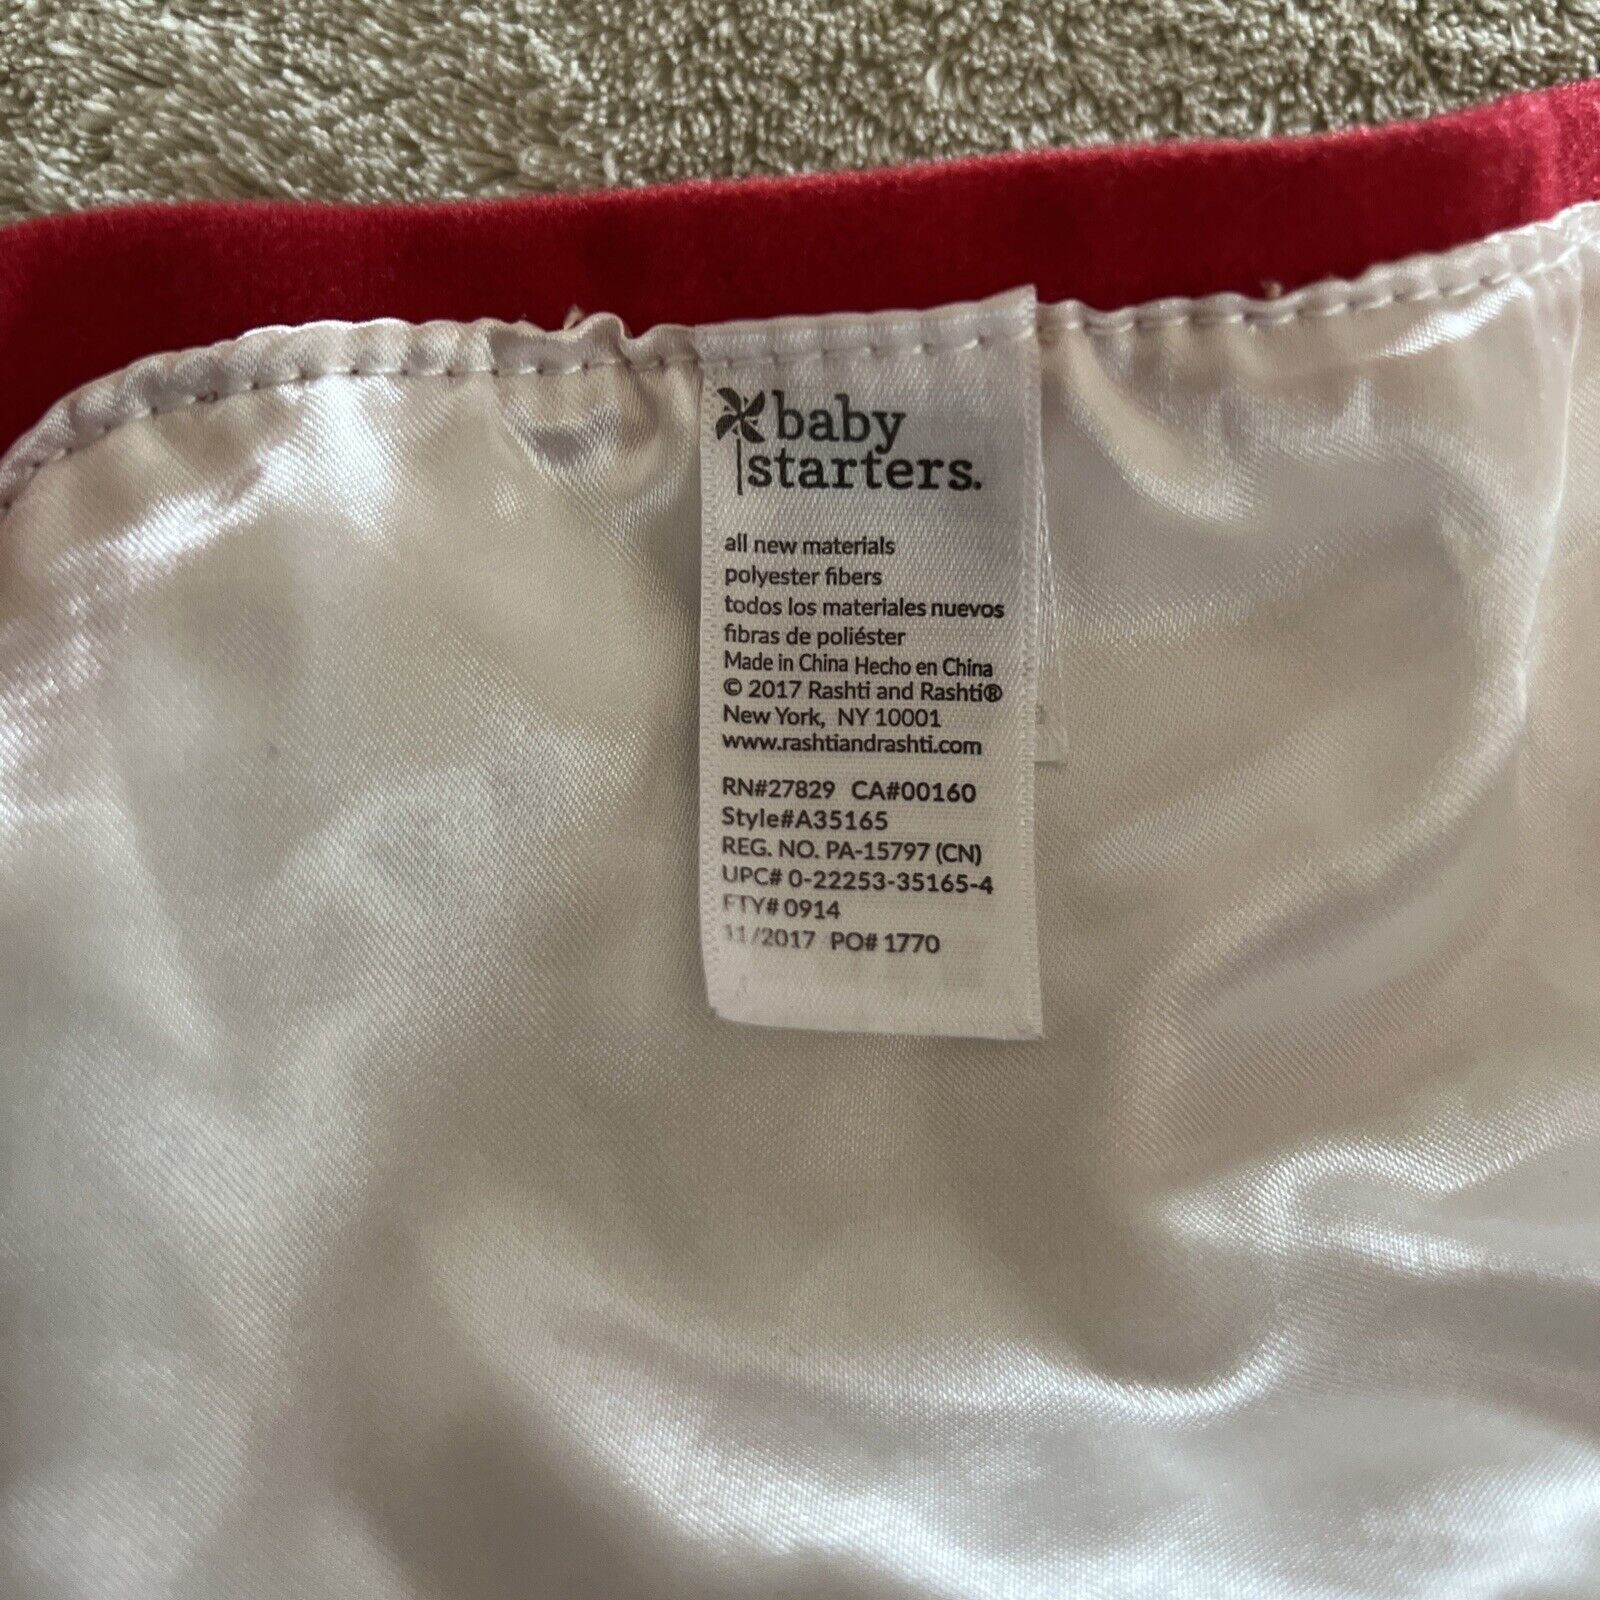 baby
starters.
all new materials
polyester fibers
todos los materiales nuevos
fibras de poliéster
Made in China Hecho en China
© 2017 Rashti and Rashti®
New York, NY 10001
www.rashtiandrashti.com
RN#27829 CA#00160
Style#A35165
REG. NO. PA-15797 (CN)
UPC# 0-22253-35165-4
FTY# 0914
11/2017 PO# 1770